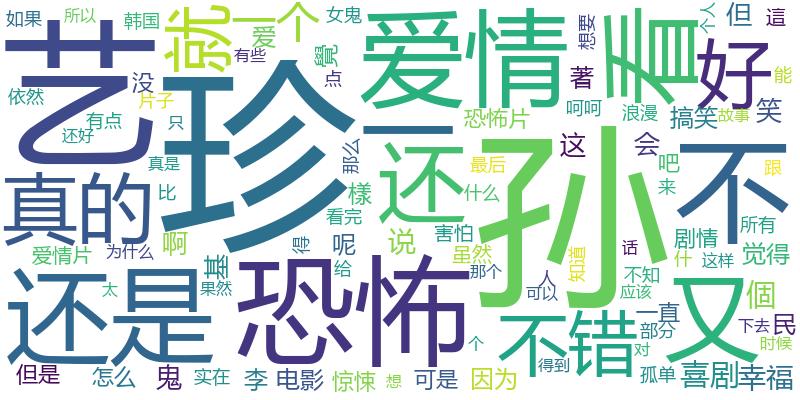 如果
所以
韩国
就
一个
爱
女鬼
有些
覺
爱情
想要
看
个人
但
這
好
艺
没
点
片子
依然
有点
还好
只
真是
比
珍
那么
还
恐怖片
呵呵
著
浪漫
搞笑
故事
笑
能
这
会
吧
来
跟
真的
樣
看完
最后
什么
孙
不
爱情片
为什么
啊
得
呢
说
害怕
虽然
知道
话
剧情
什
所有
觉得
还是
太
甚
果然
给
恐怖
那个
人
可以
不知
应该
这样
又
個
不错
一直
部分
下去
民
时候
但是
怎么
鬼
实在
李
电影
惊悚
想
可是
因为
个
得到
对
孤单
喜剧
幸福
一